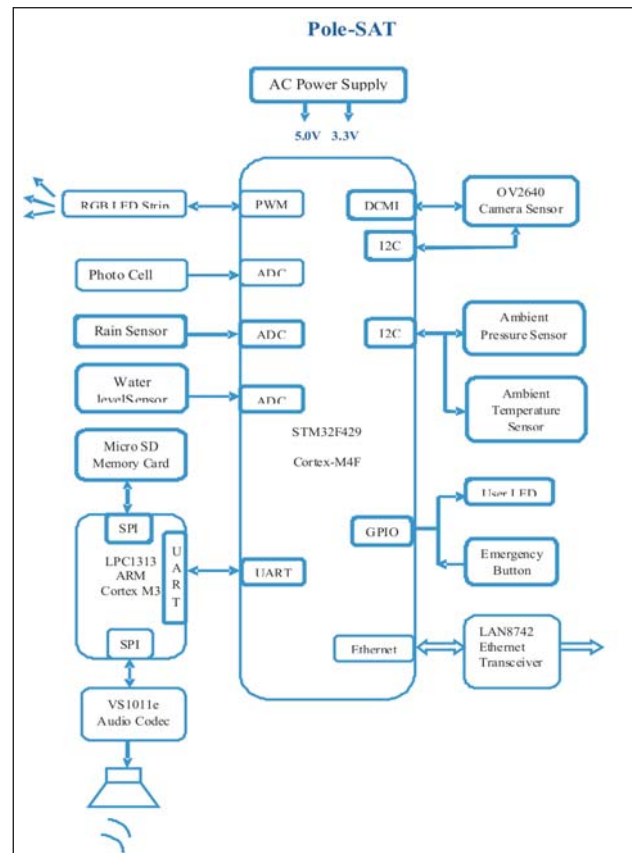 Pole-SAT
AC Power Supply
5.0V 3.3V
RGB LED Strip
PWM
Photo Cell
ADC
Rain Sensor
ADC
Water
levelSensor
ADC
Micro SD
Memory Card
SPI
LPC1313
ARM
Cortex M3
UART
SPI
VS1011e
Audio Codec
STM32F429
Cortex-M4F
UART
DCMI
I2C
OV2640
Camera Sensor
I2C
Ambient
Pressure Sensor
Ambient
Temperature
Sensor
GPIO
User LED
Emergency
Button
Ethernet
LAN8742
Ethernet
Transceiver